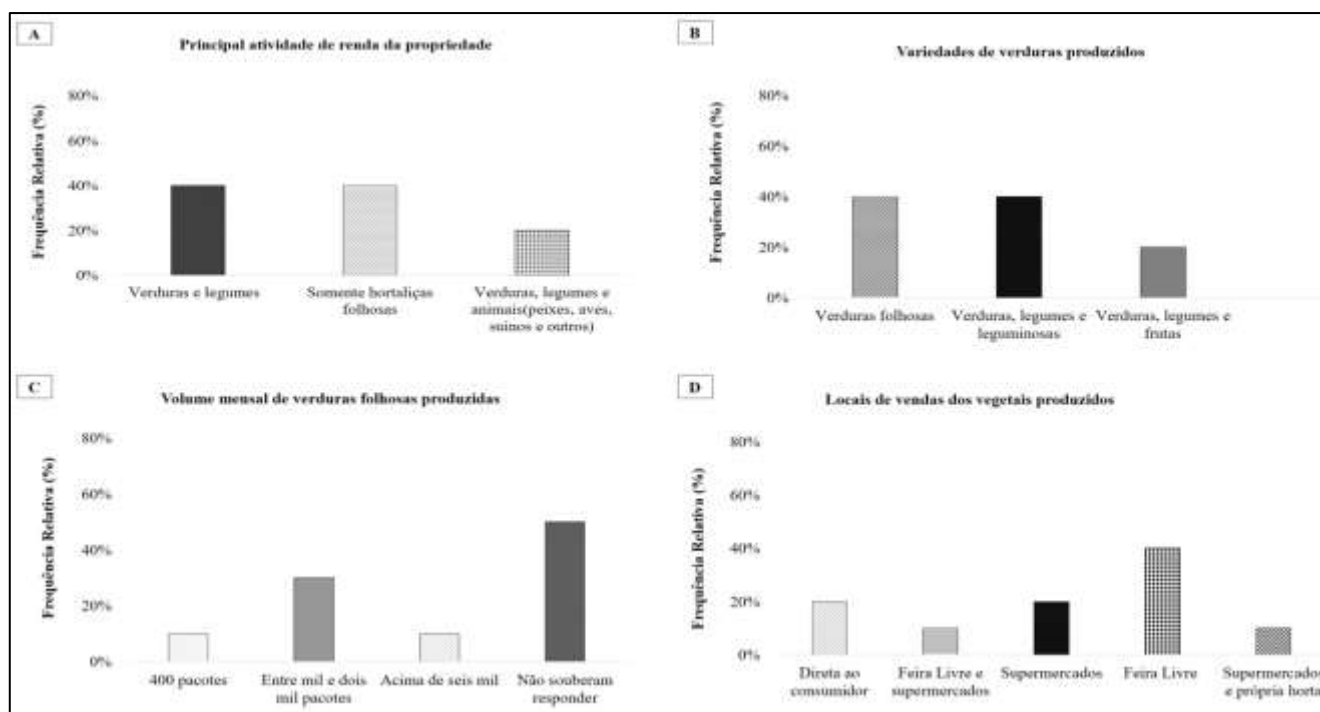 A
Principal atividade de renda da propriedade
Frequência Relativa (%)
80%
60%
40%
20%
0%
Verduras e legumes
Somente hortaliças
folhosas
Verduras, legumes e
animais(peixes, aves,
suínos e outros)
B
Variedades de verduras produzidos
Frequência Relativa (%)
80%
60%
40%
20%
0%
Verduras folhosas
Verduras, legumes e
leguminosas
Verduras, legumes e
frutas
C
Volume mensal de verduras folhosas produzidas
Frequência Relativa (%)
80%
60%
40%
20%
0%
400 pacotes
Entre mil e dois
mil pacotes
Acima de seis mil
Não souberam
responder
D
Locais de vendas dos vegetais produzidos
Frequência Relativa (%)
80%
60%
40%
20%
0%
Direta ao
consumidor
Feira Livre e
supermercados
Supermercados
Feira Livre
Supermercados
e própria horta